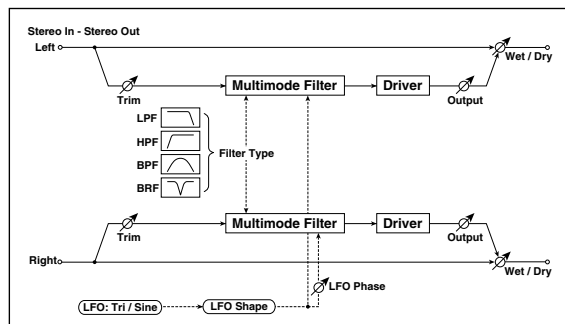 Stereo In - Stereo Out
Left
Wet / Dry
Trim
Multimode Filter
Driver
Output
LPF
HPF
BPF
BRF
Filter Type
Trim
Multimode Filter
Driver
Output
Right
Wet / Dry
LFO Phase
LFO: Tri / Sine
LFO Shape